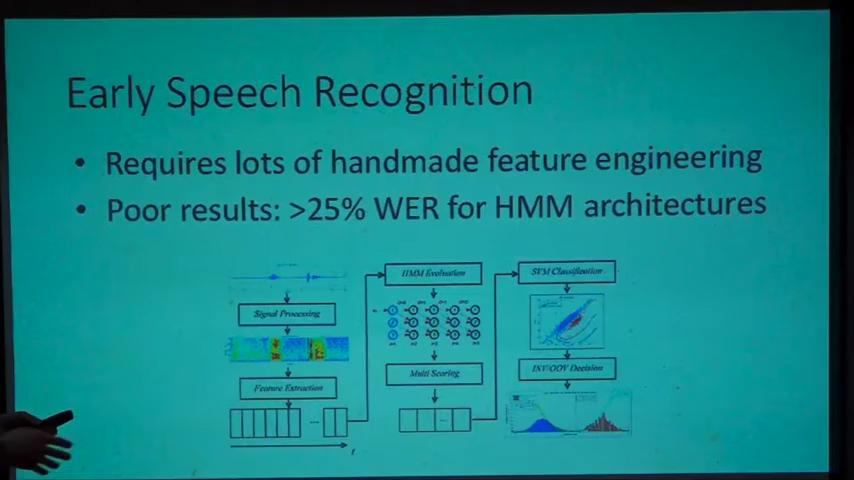 Early Speech Recognition
• Requires lots of handmade feature engineering
• Poor results: >25% WER for HMM architectures
Signal Processing
Feature Extraction
t
HMM Evaluation
Multi Scoring
SVM Classification
INV/OOV Decision